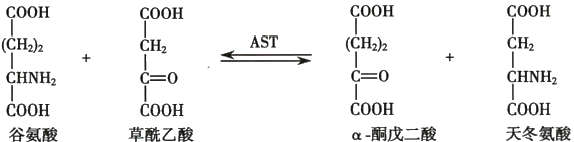 COOH COOH COOH COOH
(CH₂)₂ + CH₂ AST (CH₂)₂ + CH₂
CHNH₂ C=O C=O CHNH₂
COOH COOH COOH COOH
谷氨酸 草酰乙酸 α-酮戊二酸 天冬氨酸